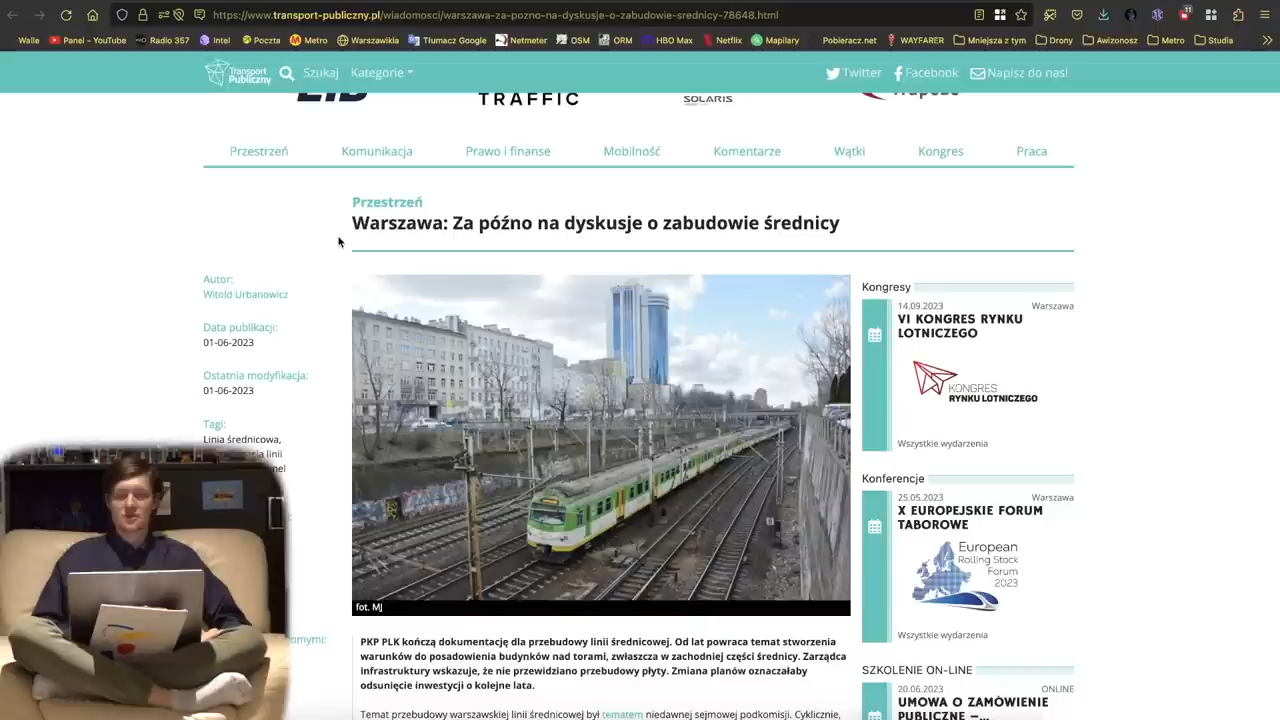 https://www.transport-publiczny.pl/wiadomosci/warszawa-za-pozno-na-dyskusje-o-zabudowie-srednicy-78648.html
11
Walle Panel – YouTube Radio 357 Intel Poczta Metro Warszawikia Tłumacz Google Netmeter OSM ORM HBO Max Netflix Mapilary Pobieracz.net WAYFARER Mniejsza z tym Drony Awizonosz Metro Studia
Transport Publiczny Szukaj Kategorie Twitter Facebook Napisz do nas!
TRAFFIC SOLARIS
Przestrzeń Komunikacja Prawo i finanse Mobilność Komentarze Wątki Kongres Praca
Przestrzeń
Warszawa: Za późno na dyskusje o zabudowie średnicy
Autor:
Witold Urbanowicz
Data publikacji:
01-06-2023
Ostatnia modyfikacja:
01-06-2023
Tagi:
Linia średnicowa,
linii
fot. MJ
PKP PLK kończą dokumentację dla przebudowy linii średnicowej. Od lat powraca temat stworzenia
warunków do posadowienia budynków nad torami, zwłaszcza w zachodniej części średnicy. Zarządca
infrastruktury wskazuje, że nie przewidziano przebudowy płyty. Zmiana planów oznaczałaby
odsunięcie inwestycji o kolejne lata.
Temat przebudowy warszawskiej linii średnicowej był tematem niedawnej sejmowej podkomisji. Cyklicznie,
Kongresy
14.09.2023 Warszawa
VI KONGRES RYNKU
LOTNICZEGO
KONGRES
RYNKU LOTNICZEGO
Wszystkie wydarzenia
Konferencje
25.05.2023 Warszawa
X EUROPEJSKIE FORUM
TABOROWE
European
Rolling Stock
Forum
2023
Wszystkie wydarzenia
SZKOLENIE ON-LINE
20.06.2023 ONLINE
UMOWA O ZAMÓWIENIE
PUBLICZNE –...